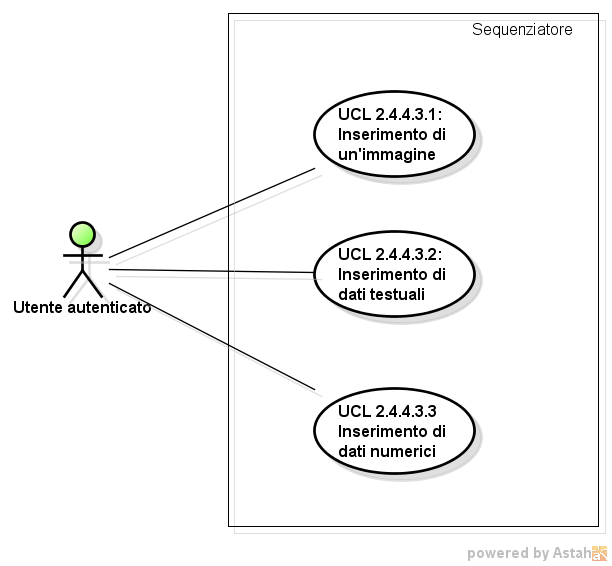 Sequenziatore
UCL 2.4.4.3.1:
Inserimento di
un'immagine
UCL 2.4.4.3.2:
Inserimento di
dati testuali
Utente autenticato
UCL 2.4.4.3.3
Inserimento di
dati numerici
powered by Astah